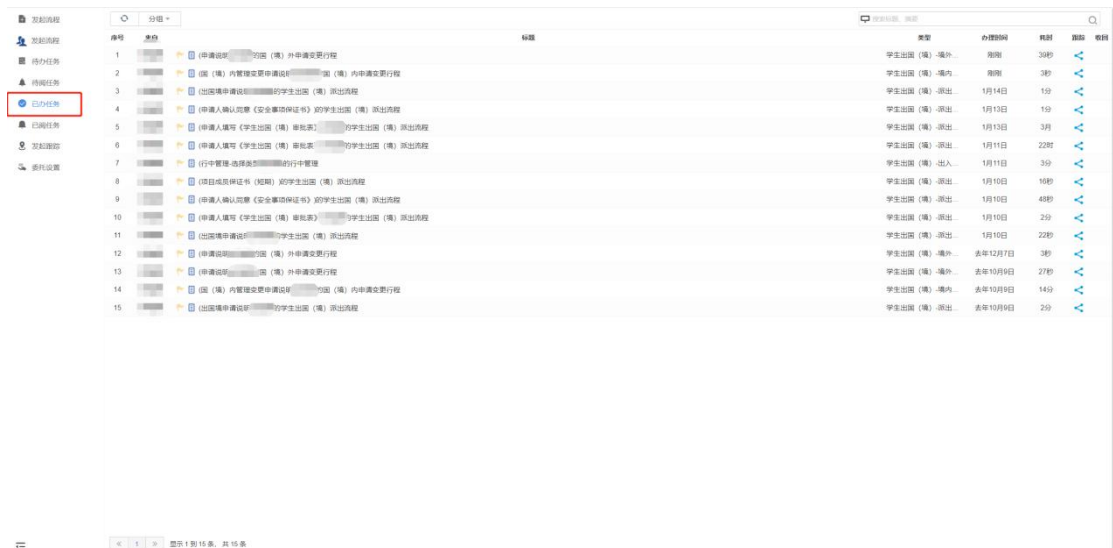 发起流程
分组
搜索标题、摘要
发起流程
待办任务
待阅任务
已办任务
已阅任务
发起跟踪
委托设置
序号 来自 标题 类型 办理时间 耗时 跟踪 收回
1 (申请说明 的国（境）外申请变更行程 学生出国（境）-境外... 刚刚 39秒
2 (国（境）内管理变更申请说明 国（境）内申请变更行程 学生出国（境）-境内... 刚刚 3秒
3 (出国境申请说 的学生出国（境）派出流程 学生出国（境）-派出... 1月14日 1分
4 (申请人确认同意《安全事项保证书》)的学生出国（境）派出流程 学生出国（境）-派出... 1月13日 1分
5 (申请人填写《学生出国（境）审批表》 的学生出国（境）派出流程 学生出国（境）-派出... 1月13日 3月
6 (申请人填写《学生出国（境）审批表 的学生出国（境）派出流程 学生出国（境）-派出... 1月11日 22时
7 (行中管理-选择类型 的行中管理 学生出国（境）-出入... 1月11日 3分
8 (项目成员保证书（短期）)的学生出国（境）派出流程 学生出国（境）-派出... 1月10日 16秒
9 (申请人确认同意《安全事项保证书》)的学生出国（境）派出流程 学生出国（境）-派出... 1月10日 48秒
10 (申请人填写《学生出国（境）审批表》 的学生出国（境）派出流程 学生出国（境）-派出... 1月10日 2分
11 (出国境申请说 的学生出国（境）派出流程 学生出国（境）-派出... 1月10日 22秒
12 (申请说明 的国（境）外申请变更行程 学生出国（境）-境外... 去年12月7日 3秒
13 (申请说明 国（境）外申请变更行程 学生出国（境）-境外... 去年10月9日 27秒
14 (国（境）内管理变更申请说明 的国（境）内申请变更行程 学生出国（境）-境内... 去年10月9日 14分
15 (出国境申请说明 的学生出国（境）派出流程 学生出国（境）-派出... 去年10月9日 2分
« 1 » 显示 1 到 15 条，共 15 条